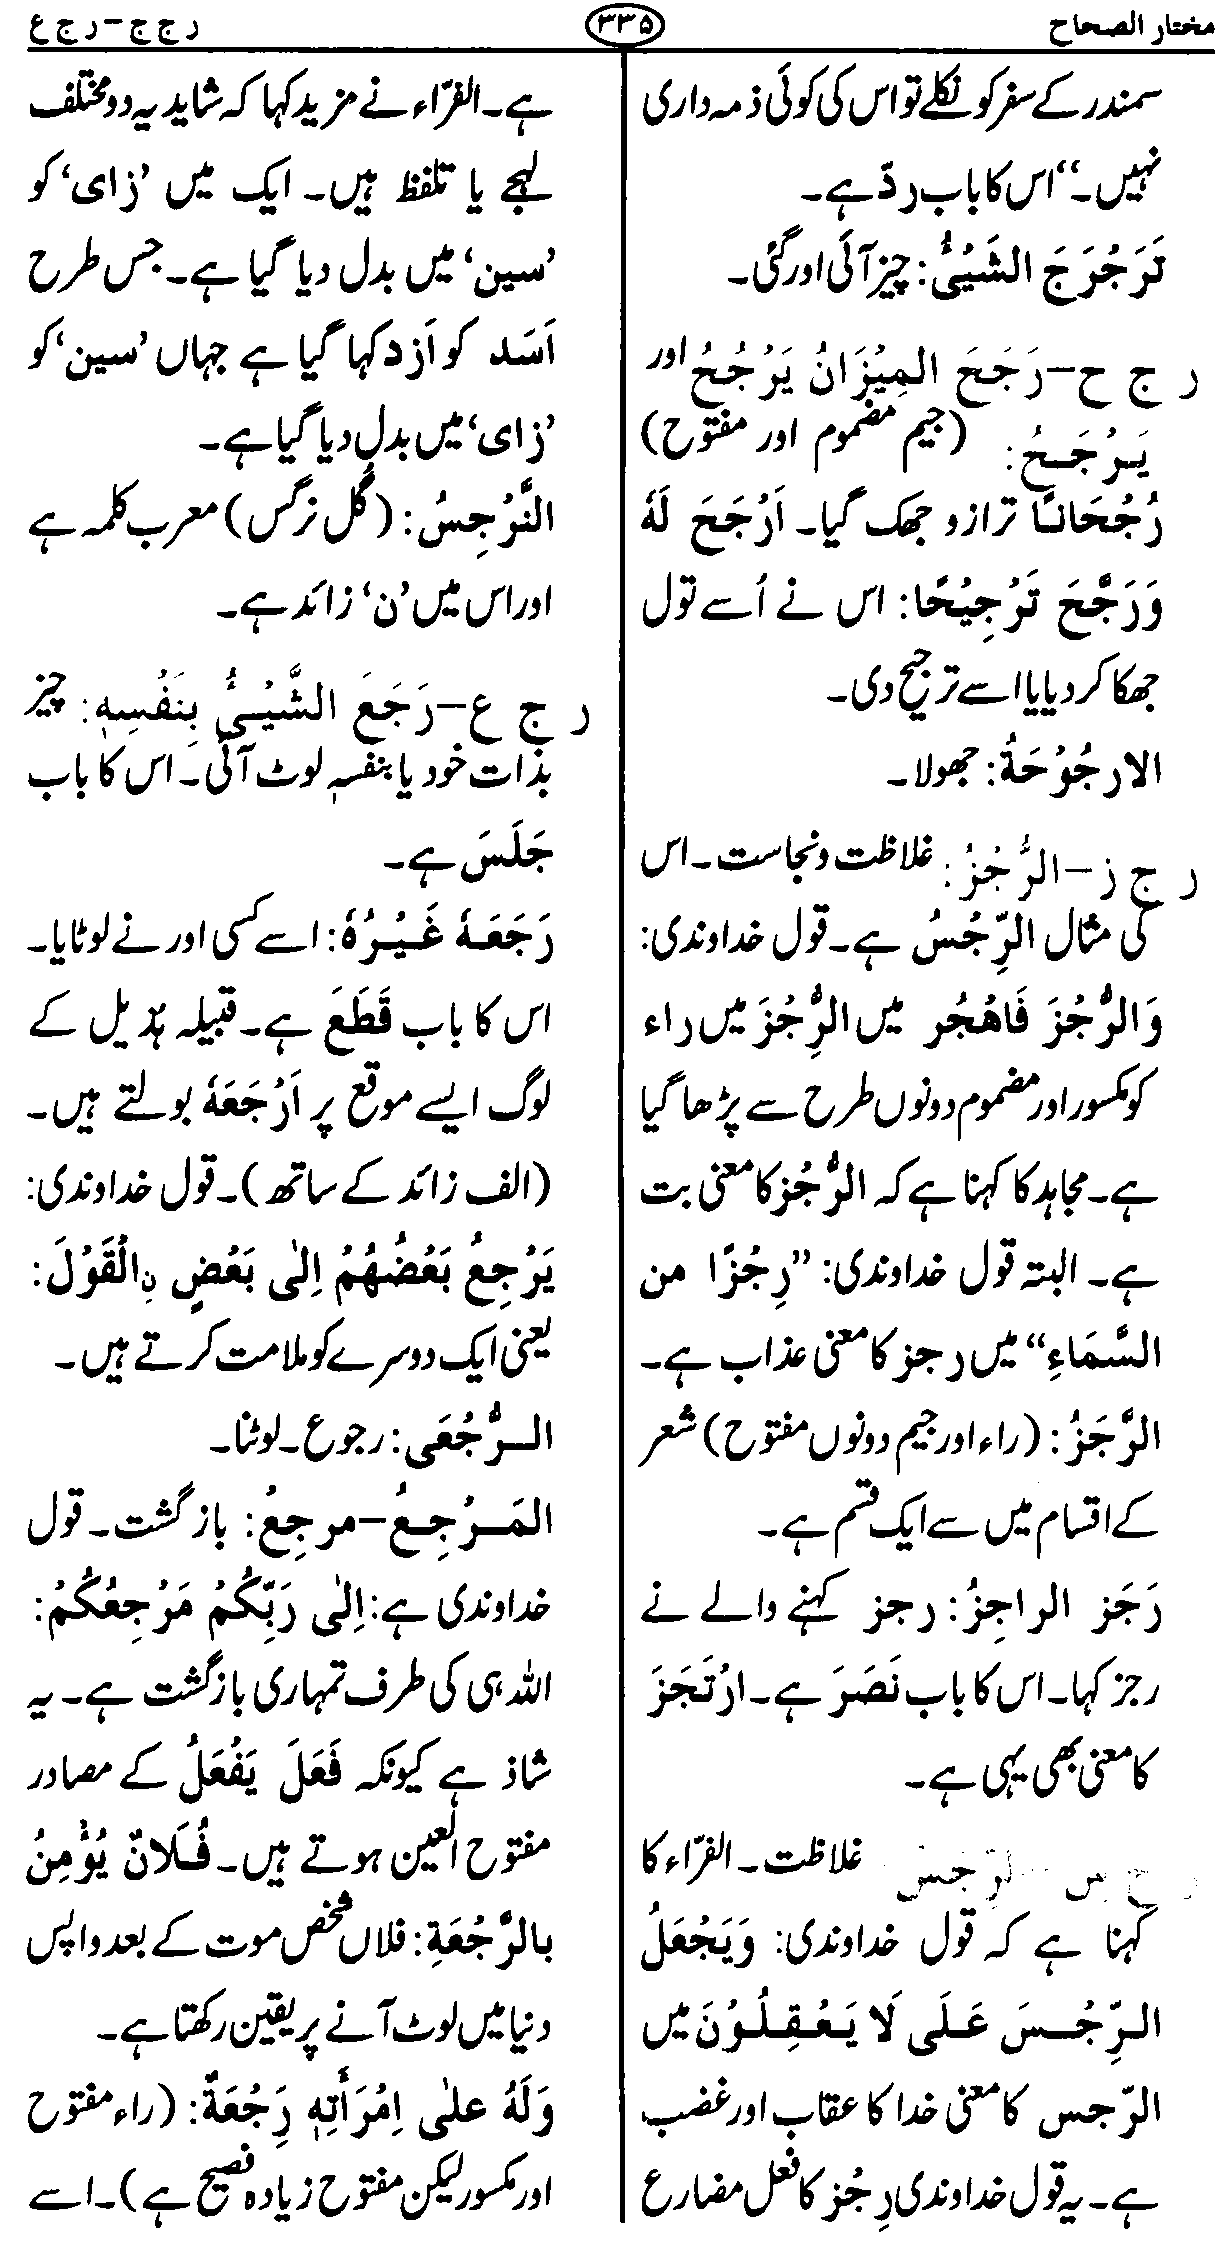 مختار الصحاح
۳۳۵
ر ج ج – ر ج ع
سمندر کے سفر کو نکلے تو اس کی کوئی ذمہ داری
نہیں۔‘‘ اس کا باب ردّ ہے۔
تَرَجْرَجَ الشَیْئُ: چیز آئی اور گئی۔
ر ج ح – رَجَحَ المِیْزَانُ یَرْجُحُ اور
یَرْجَحُ: (جیم مضموم اور مفتوح)
رُجْحَانًا ترازو جھک گیا۔ اَرْجَحَ لَهٗ
وَرَجَّحَ تَرْجِیْحًا: اس نے اُسے تول
جھکا کر دیا یا اسے ترجیح دی۔
الارجُوْحَةُ: جھولا۔
ر ج ز – الرُّجْزُ: غلاظت ونجاست۔ اس
کی مثال الرِّجْسُ ہے۔ قول خداوندی:
وَالرُّجْزَ فَاهْجُر میں الرُِّجْزَ میں راء
کو مکسور اور مضموم دونوں طرح سے پڑھا گیا
ہے۔ مجاہد کا کہنا ہے کہ الرُّجْز کا معنی بت
ہے۔ البتہ قول خداوندی: ’’رِجْزًا من
السَّمَاءِ‘‘ میں رجز کا معنی عذاب ہے۔
الرَّجَزُ: (راء اور جیم دونوں مفتوح) شعر
کے اقسام میں سے ایک قسم ہے۔
رَجَز الراجِزُ: رجز کہنے والے نے
رجز کہا۔ اس کا باب نَصَرَ ہے۔ ارْتَجَزَ
کا معنی بھی یہی ہے۔
ر ج س – الرِّجْسُ غلاظت۔ الفرّاء کا
کہنا ہے کہ قول خداوندی: وَیَجْعَلُ
الرِّجْسَ عَلَی لَا یَعْقِلُوْنَ میں
الرّجس کا معنی خدا کا عقاب اور غضب
ہے۔ یہ قول خداوندی رِجْز کا فعل مضارع
ہے۔ الفرّاء نے مزید کہا کہ شاید یہ دو مختلف
لہجے یا تلفظ ہیں۔ ایک میں ’زای‘ کو
’سین‘ میں بدل دیا گیا ہے۔ جس طرح
اَسَد کو اَزد کہا گیا ہے جہاں ’سین‘ کو
’زای‘ میں بدل دیا گیا ہے۔
النَّرْجِسُ: (گُل نرگس) معرب کلمہ ہے
اور اس میں ’ن‘ زائد ہے۔
ر ج ع – رَجَعَ الشَّیْئُ بِنَفْسِهٖ: چیز
بذات خود یا بنفسہٖ لوٹ آئی۔ اس کا باب
جَلَسَ ہے۔
رَجَعَهٗ غَیْرُهٗ: اسے کسی اور نے لوٹایا۔
اس کا باب قَطَعَ ہے۔ قبیلہ ہذیل کے
لوگ ایسے موقع پر اَرْجَعَهٗ بولتے ہیں۔
(الف زائد کے ساتھ)۔ قول خداوندی:
یَرْجِعُ بَعْضُهُمْ اِلٰی بَعْضٍ نِالْقَوْلَ:
یعنی ایک دوسرے کو ملامت کرتے ہیں۔
الرُّجْعَی: رجوع۔ لوٹنا۔
المَرْجِعُ – مرجِعُ: بازگشت۔ قول
خداوندی ہے: اِلٰی رَبِّکُمْ مَرْجِعُکُمْ:
اللہ ہی کی طرف تمہاری بازگشت ہے۔ یہ
شاذ ہے کیونکہ فَعَلَ یَفْعَلُ کے مصادر
مفتوح العین ہوتے ہیں۔ فُلَانٌ یُؤْمِنُ
بالرَّجْعَةِ: فلاں شخص موت کے بعد واپس
دنیا میں لوٹ آنے پر یقین رکھتا ہے۔
وَلَهُ علٰی اِمْرَأَتِهٖ رَِجْعَةٌ: (راء مفتوح
اور مکسور لیکن مفتوح زیادہ فصیح ہے)۔ اسے